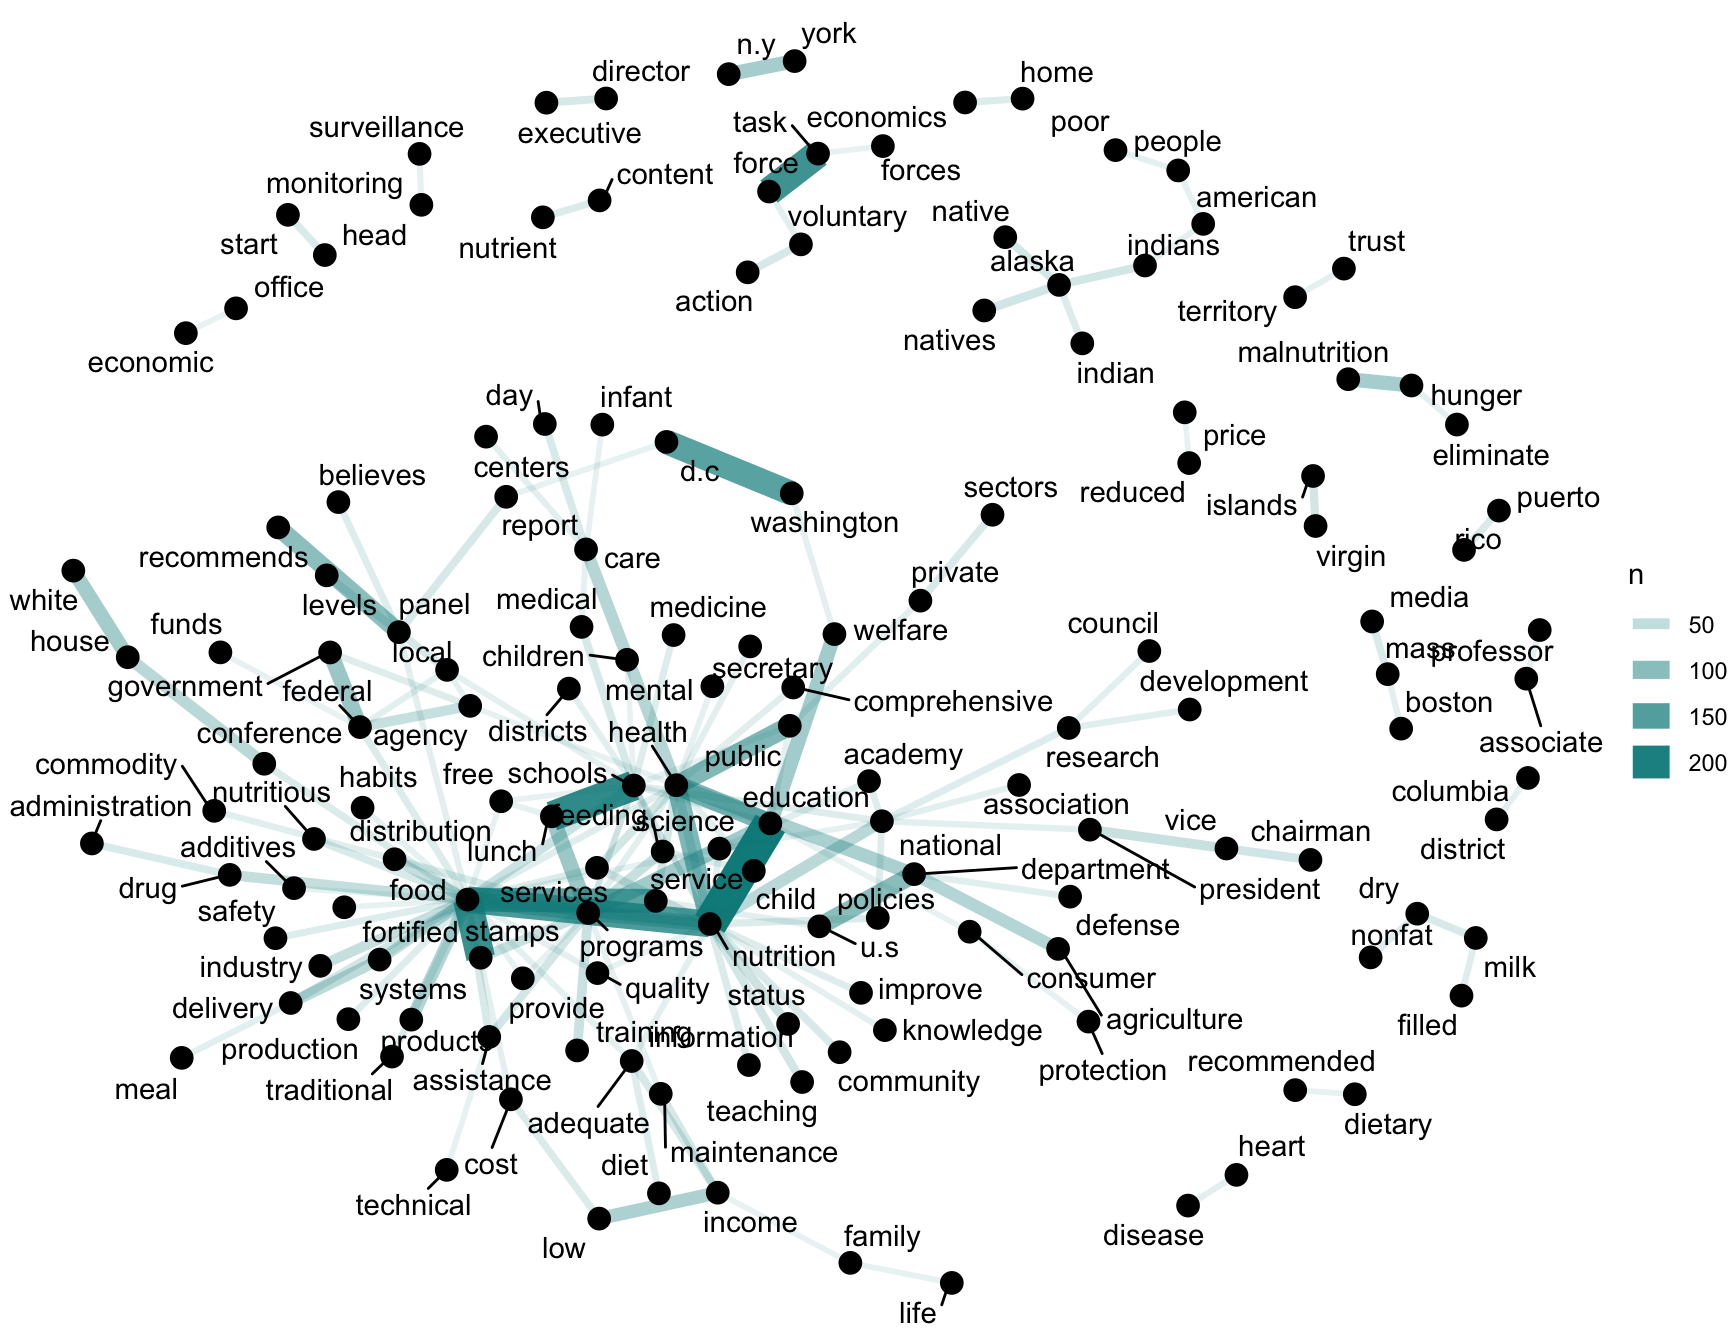 n.y
york
director
executive
home
economics
task
force
forces
poor
people
surveillance
monitoring
content
nutrient
start
head
voluntary
native
american
indians
alaska
action
natives
indian
office
economic
trust
territory
malnutrition
hunger
eliminate
price
reduced
day
infant
centers
d.c
believes
report
washington
sectors
islands
virgin
puerto
rico
recommends
care
private
levels
panel
medical
medicine
white
house
funds
local
government
federal
children
mental
secretary
welfare
comprehensive
council
development
media
mass
professor
boston
associate
n
50
100
150
200
conference
agency
districts
health
public
academy
research
commodity
administration
nutritious
habits
free
schools
education
association
vice
chairman
columbia
district
feeding
science
distribution
additives
lunch
national
drug
food
services
service
department
president
child
policies
safety
fortified
stamps
programs
nutrition
u.s
defense
dry
nonfat
milk
filled
industry
systems
quality
status
improve
consumer
delivery
provide
training
information
knowledge
agriculture
production
products
meal
traditional
assistance
community
protection
teaching
adequate
recommended
dietary
cost
diet
maintenance
technical
heart
disease
low
income
family
life